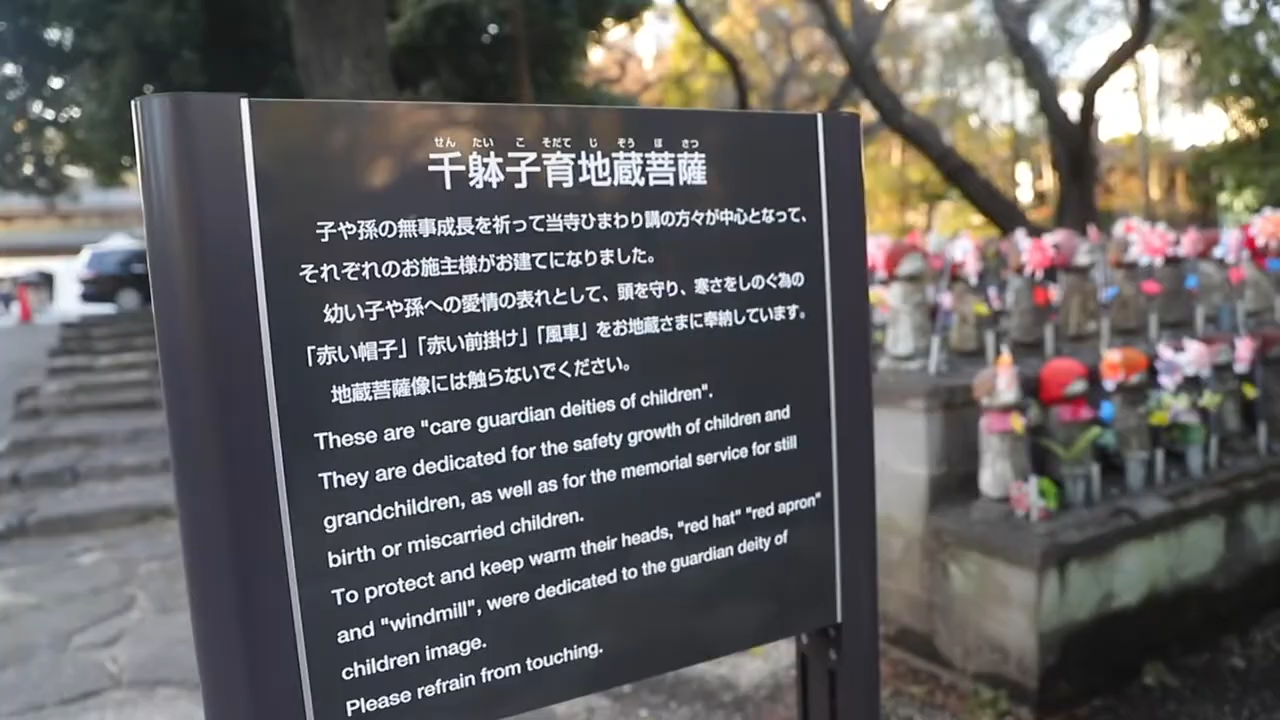 せん たい こ そだて じ ぞう ぼ さつ
千躰子育地蔵菩薩
子や孫の無事成長を祈って当寺ひまわり講の方々が中心となって、
それぞれのお施主様がお建てになりました。
幼い子や孫への愛情の表れとして、頭を守り、寒さをしのぐ為の
「赤い帽子」「赤い前掛け」「風車」をお地蔵さまに奉納しています。
地蔵菩薩像には触らないでください。
These are "care guardian deities of children".
They are dedicated for the safety growth of children and
grandchildren, as well as for the memorial service for still
birth or miscarried children.
To protect and keep warm their heads, "red hat" "red apron"
and "windmill", were dedicated to the guardian deity of
children image.
Please refrain from touching.